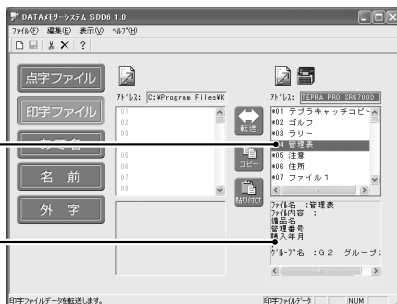 DATAメモリーシステム SDD6 1.0
ファイル(F) 編集(E) 表示(V) ヘルプ(H)
点字ファイル
印字ファイル
名 前
外 字
アドレス: C:¥Program Files¥K
01
02
03
05
06
07
08
転送
コピー
貼り付け
アドレス: TEPRA PRO SR6700D
*01 テプラキャッチコピー
*02 ゴルフ
*03 ラリー
*04 管理表
*05 注意
*06 住所
*07 ファイル1
ファイル名 :管理表
ファイル内容 :
備品名
管理番号
購入年月
グループ名 :G2 グループ2
印字ファイルデータを転送します。
印字ファイルデータ
NUM